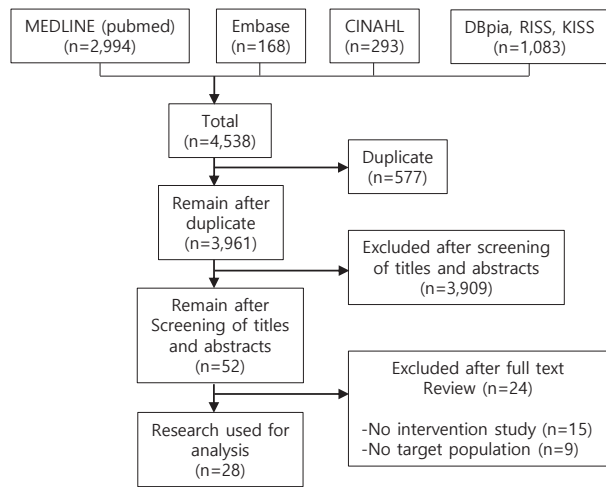 MEDLINE (pubmed)
(n=2,994)
Embase
(n=168)
CINAHL
(n=293)
DBpia, RISS, KISS
(n=1,083)
Total
(n=4,538)
Duplicate
(n=577)
Remain after
duplicate
(n=3,961)
Excluded after screening
of titles and abstracts
(n=3,909)
Remain after
Screening of titles
and abstracts
(n=52)
Excluded after full text
Review (n=24)
-No intervention study (n=15)
-No target population (n=9)
Research used for
analysis
(n=28)